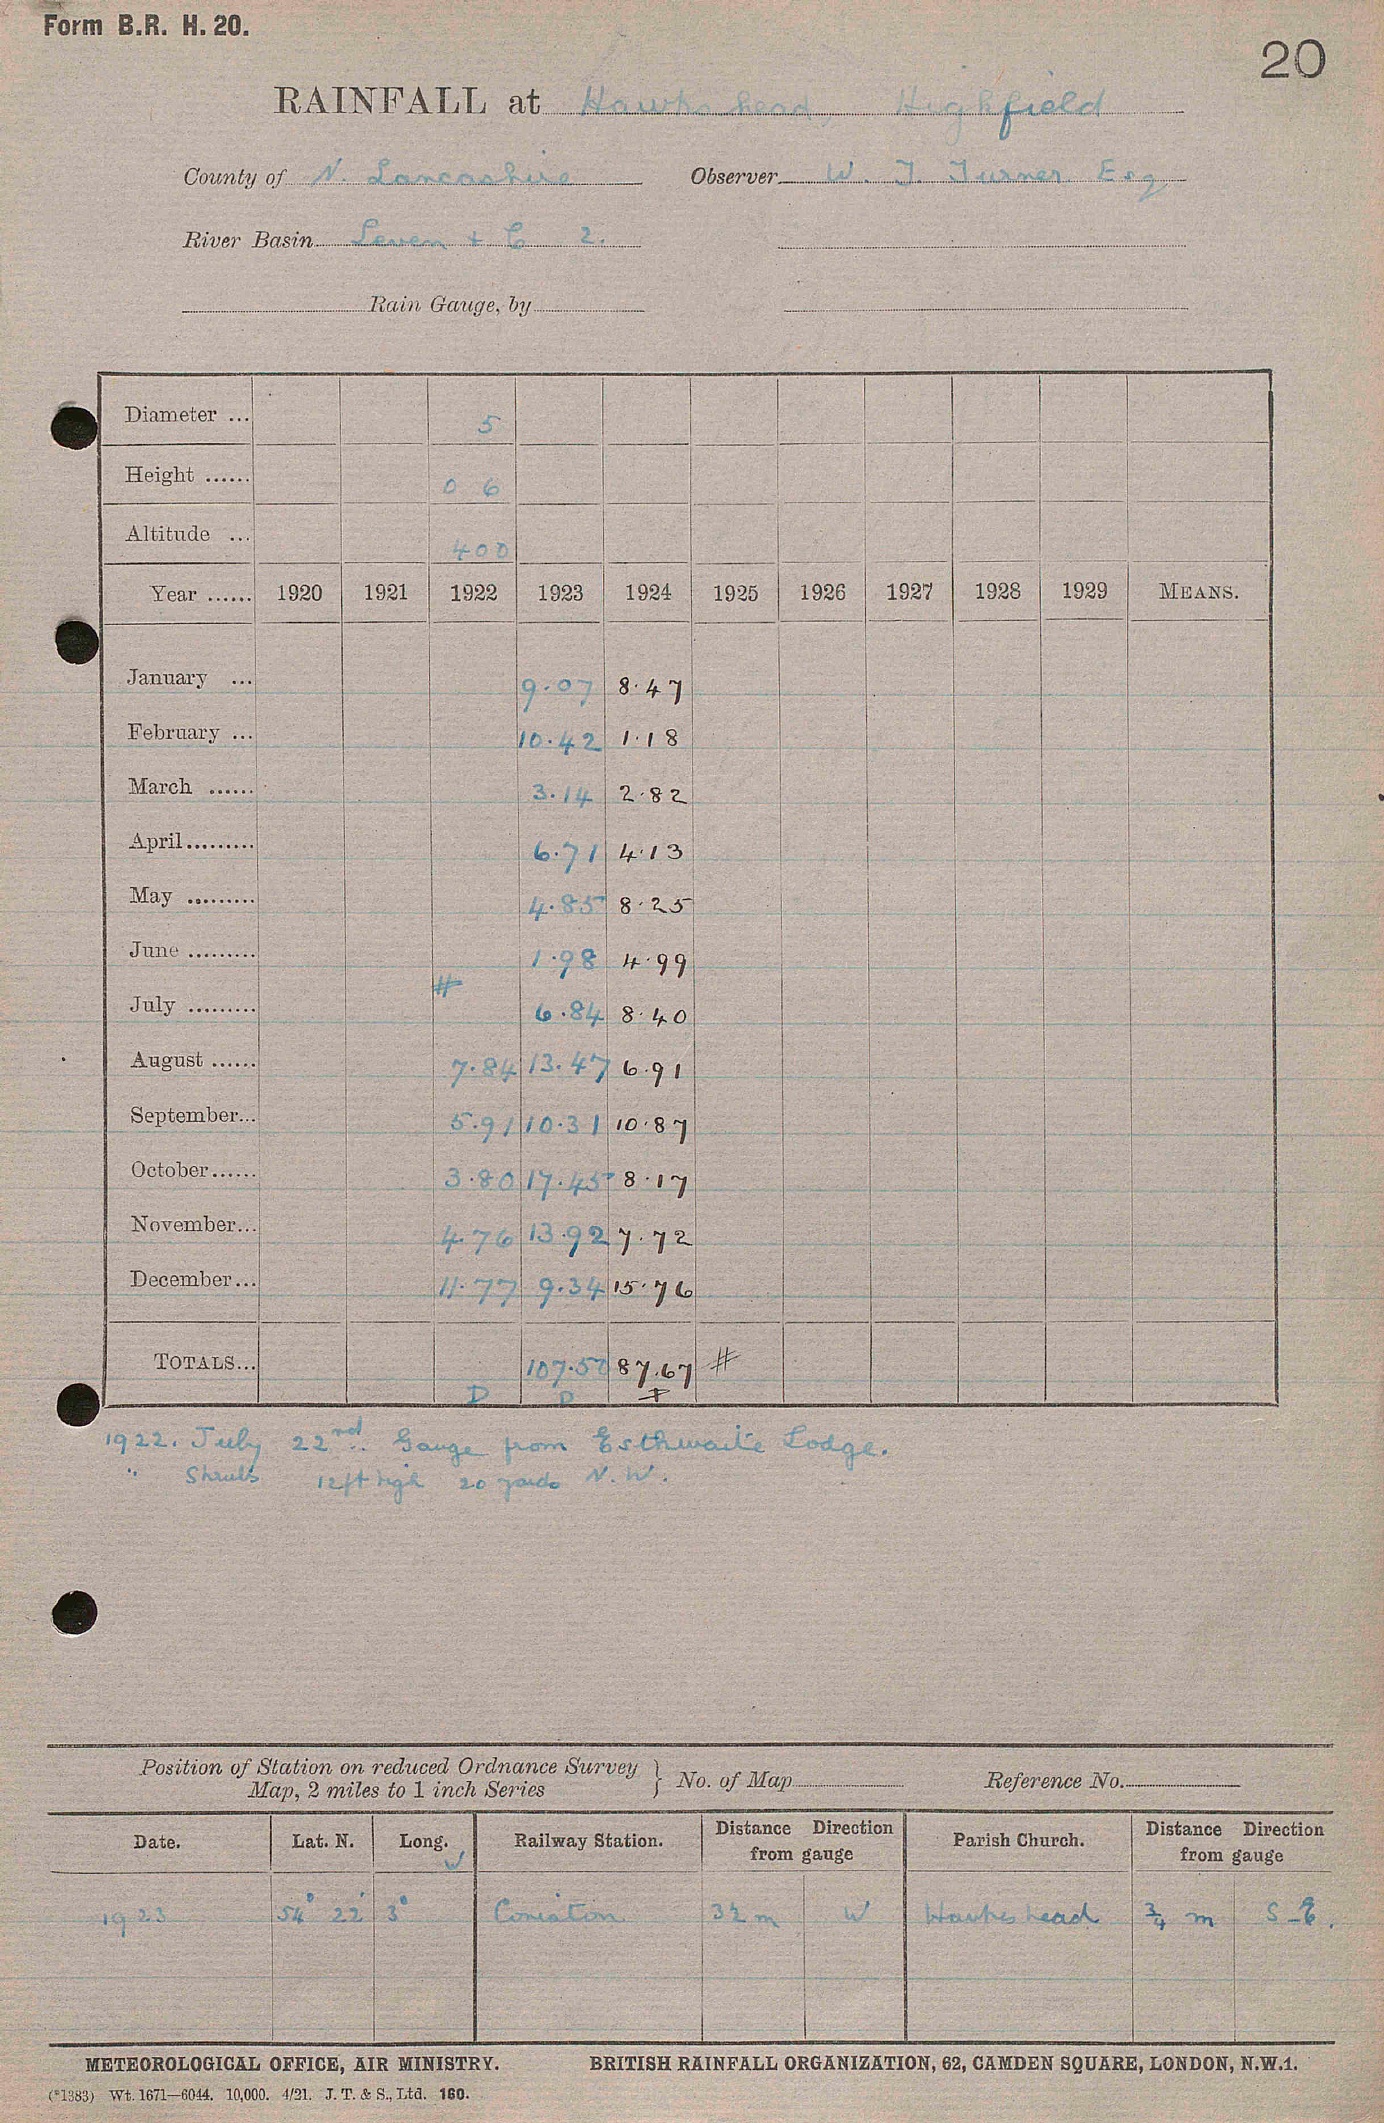 Form B.R. H. 20.
20
RAINFALL at Hawkshead, Highfield
County of N. Lancashire Observer W. J. Turner Esq
River Basin Leven & C 2.
Rain Gauge, by
Diameter ... 5
Height ...... 0 6
Altitude ... 400
Year ...... 1920 1921 1922 1923 1924 1925 1926 1927 1928 1929 MEANS.
January ... 9.07 8.47
February ... 10.42 1.18
March ...... 3.14 2.82
April......... 6.71 4.13
May ......... 4.85 8.25
June ......... 1.98 4.99
July ......... # 6.84 8.40
August ...... 7.84 13.47 6.91
September... 5.91 10.31 10.87
October...... 3.80 17.45 8.17
November... 4.76 13.92 7.72
December... 11.77 9.34 15.76
TOTALS... 107.50 87.67 #
D D
1922. July 22nd. Gauge from Esthwaite Lodge.
" Shrubs 12ft high 20 yards N.W.
Position of Station on reduced Ordnance Survey
Map, 2 miles to 1 inch Series } No. of Map Reference No.
Date. Lat. N. Long. W Railway Station. Distance Direction from gauge Parish Church. Distance Direction from gauge
1923 54° 22' 3° Coniston 3½ m W Hawkshead ¾ m S-E.
METEOROLOGICAL OFFICE, AIR MINISTRY. BRITISH RAINFALL ORGANIZATION, 62, CAMDEN SQUARE, LONDON, N.W.1.
(*1383) Wt. 1671—6044. 10,000. 4/21. J. T. & S., Ltd. 160.